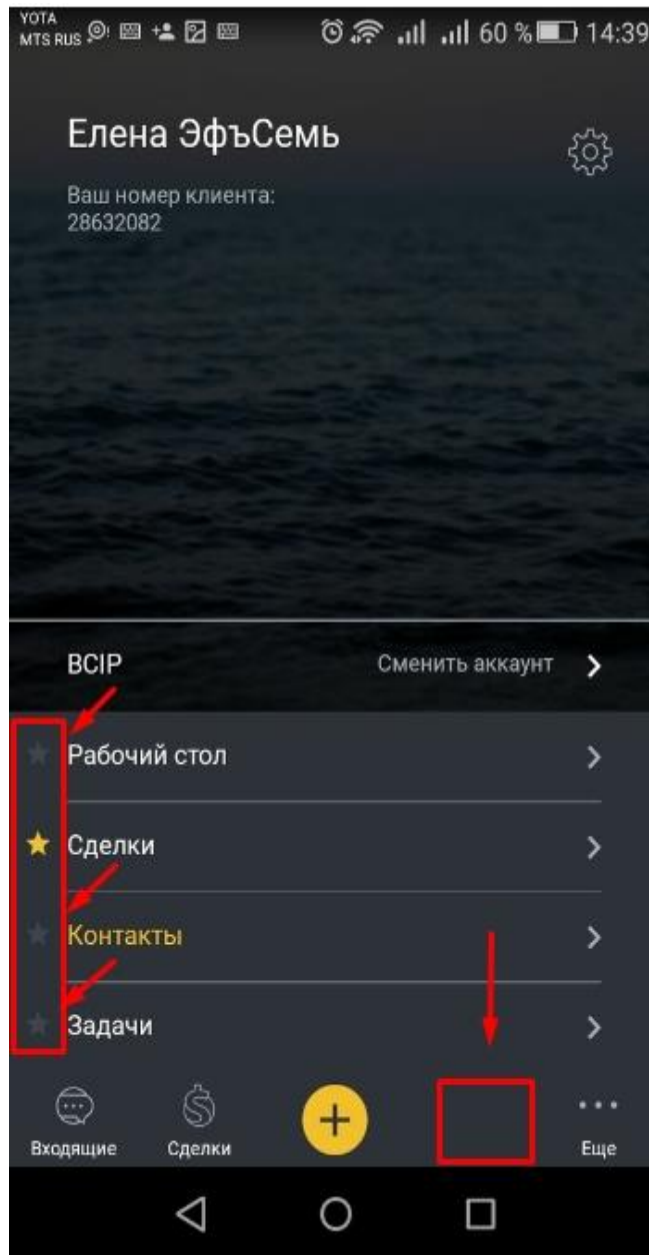 YOTA
MTS RUS 60 % 14:39
Елена ЭфъСемь
Ваш номер клиента:
28632082
BCIP Сменить аккаунт
Рабочий стол
Сделки
Контакты
Задачи
Входящие Сделки Еще